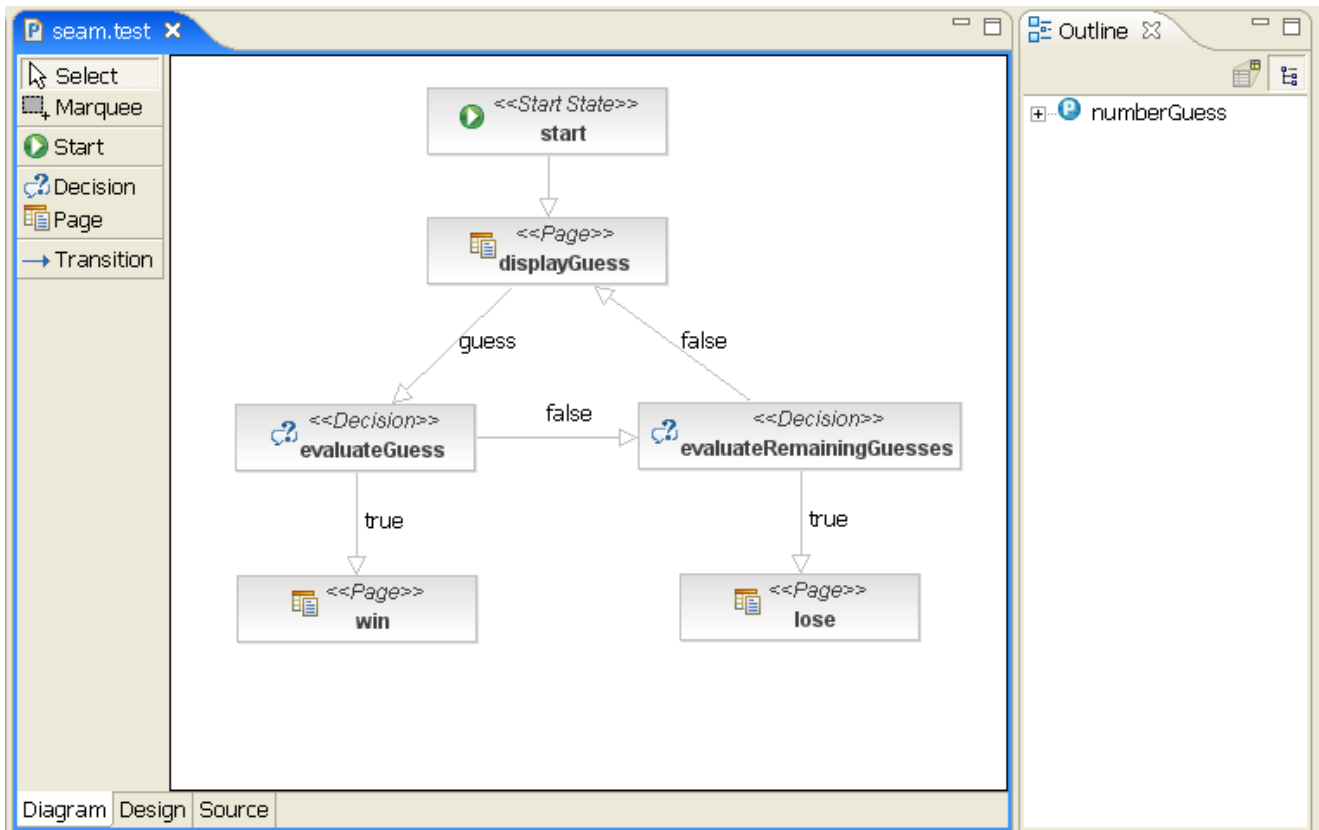 seam.test
Select
Marquee
Start
Decision
Page
Transition
<<Start State>>
start
<<Page>>
displayGuess
guess
false
<<Decision>>
evaluateGuess
false
<<Decision>>
evaluateRemainingGuesses
true
true
<<Page>>
win
<<Page>>
lose
Diagram Design Source
Outline
numberGuess